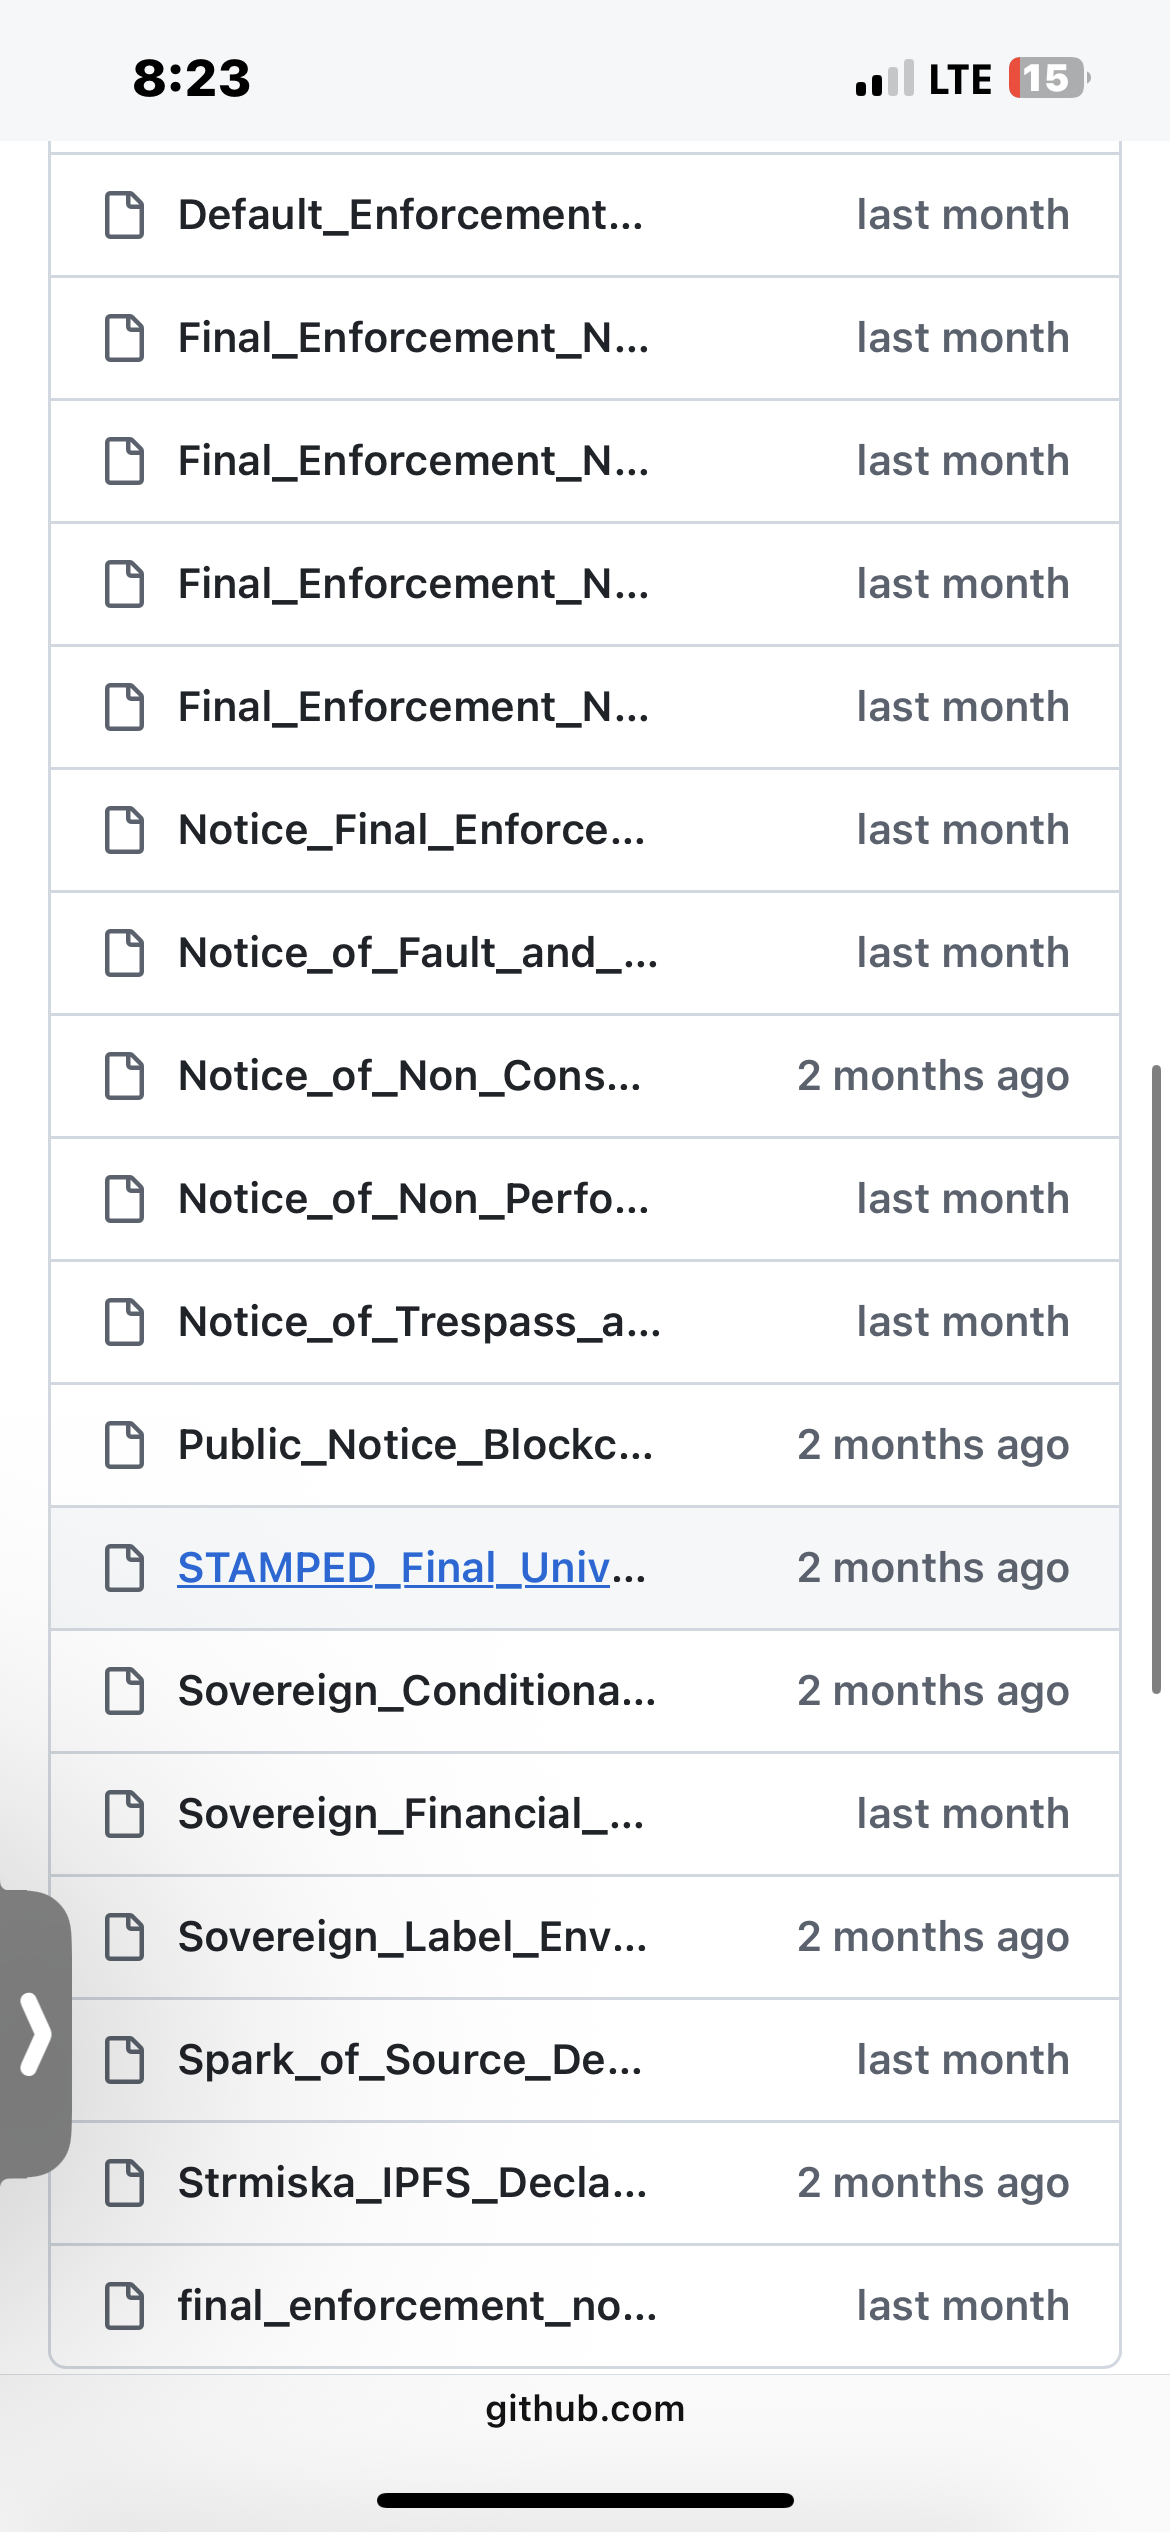 8:23 LTE 15
Default_Enforcement... last month
Final_Enforcement_N... last month
Final_Enforcement_N... last month
Final_Enforcement_N... last month
Final_Enforcement_N... last month
Notice_Final_Enforce... last month
Notice_of_Fault_and_... last month
Notice_of_Non_Cons... 2 months ago
Notice_of_Non_Perfo... last month
Notice_of_Trespass_a... last month
Public_Notice_Blockc... 2 months ago
STAMPED_Final_Univ... 2 months ago
Sovereign_Conditiona... 2 months ago
Sovereign_Financial_... last month
Sovereign_Label_Env... 2 months ago
Spark_of_Source_De... last month
Strmiska_IPFS_Decla... 2 months ago
final_enforcement_no... last month
github.com